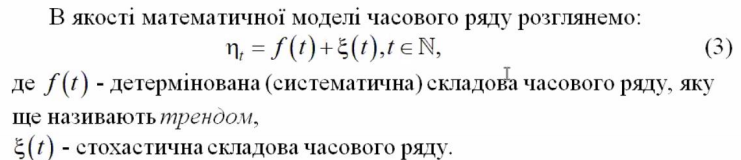 В якості математичної моделі часового ряду розглянемо:
η_t = f(t) + ξ(t), t ∈ ℕ, (3)
де f(t) - детермінована (систематична) складова часового ряду, яку
ще називають трендом,
ξ(t) - стохастична складова часового ряду.